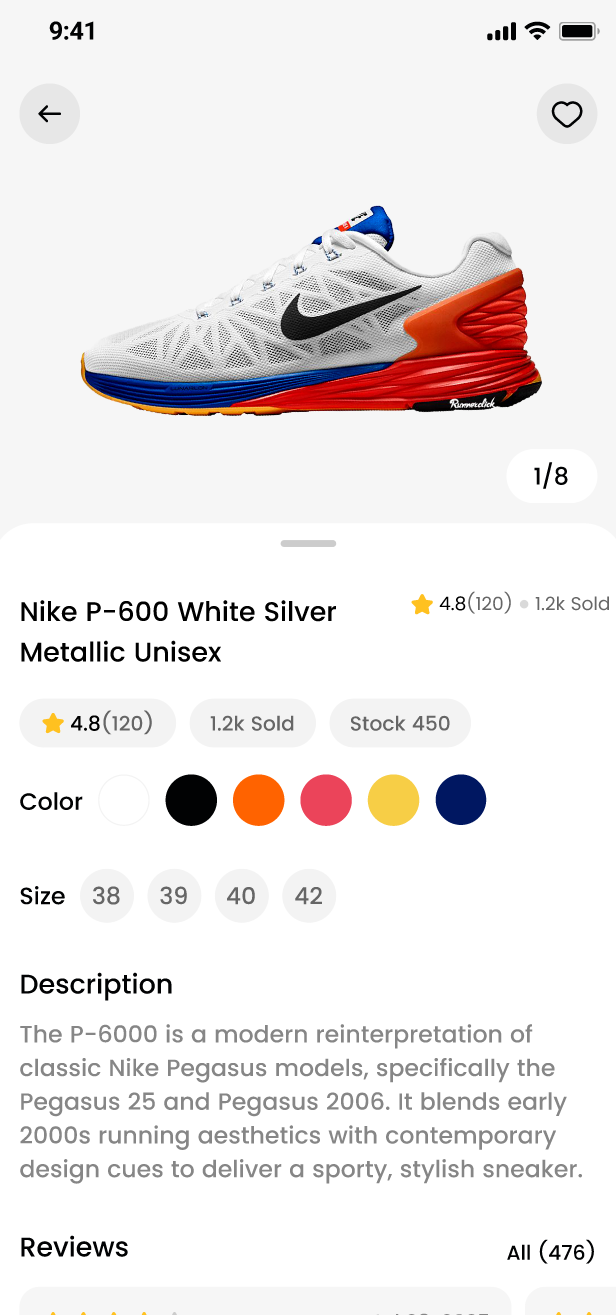 9:41
Runnerclick
1/8
Nike P-600 White Silver
Metallic Unisex
4.8(120) 1.2k Sold
4.8(120) 1.2k Sold Stock 450
Color
Size 38 39 40 42
Description
The P-6000 is a modern reinterpretation of
classic Nike Pegasus models, specifically the
Pegasus 25 and Pegasus 2006. It blends early
2000s running aesthetics with contemporary
design cues to deliver a sporty, stylish sneaker.
Reviews
All (476)